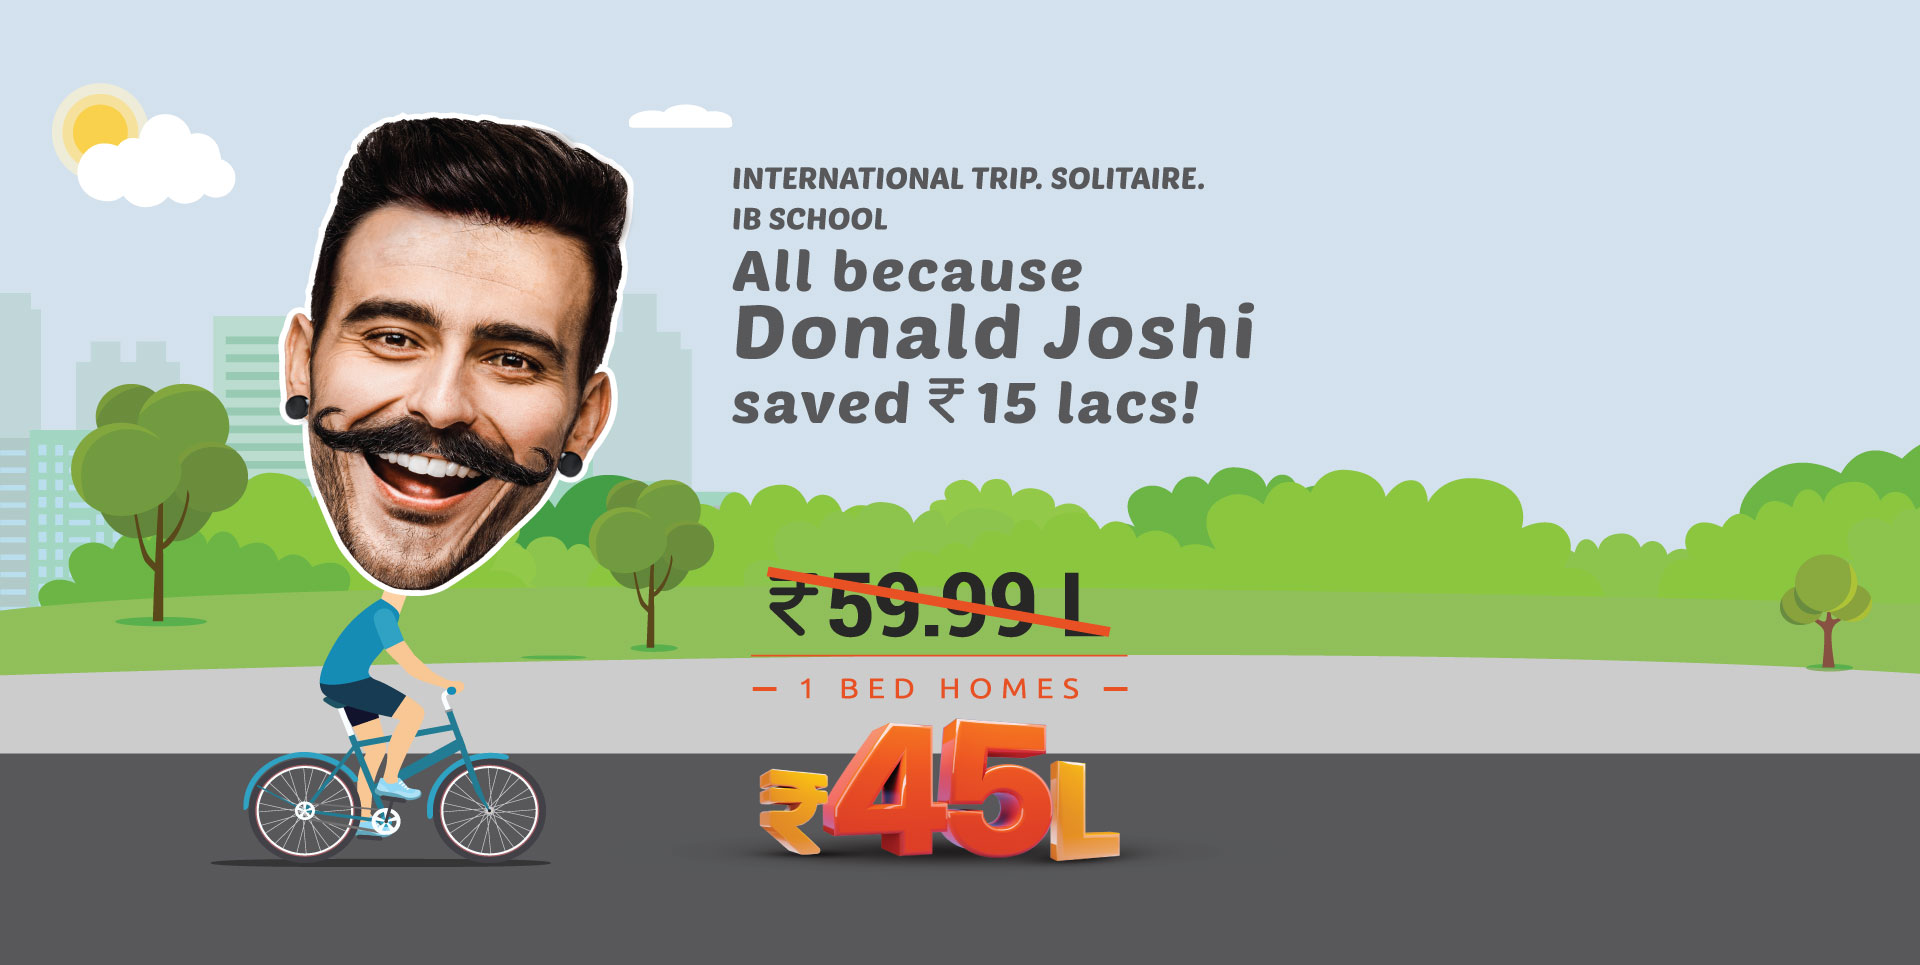 INTERNATIONAL TRIP. SOLITAIRE.
IB SCHOOL
All because
Donald Joshi
saved ₹ 15 lacs!
₹59.99 L
– 1 BED HOMES –
₹45L